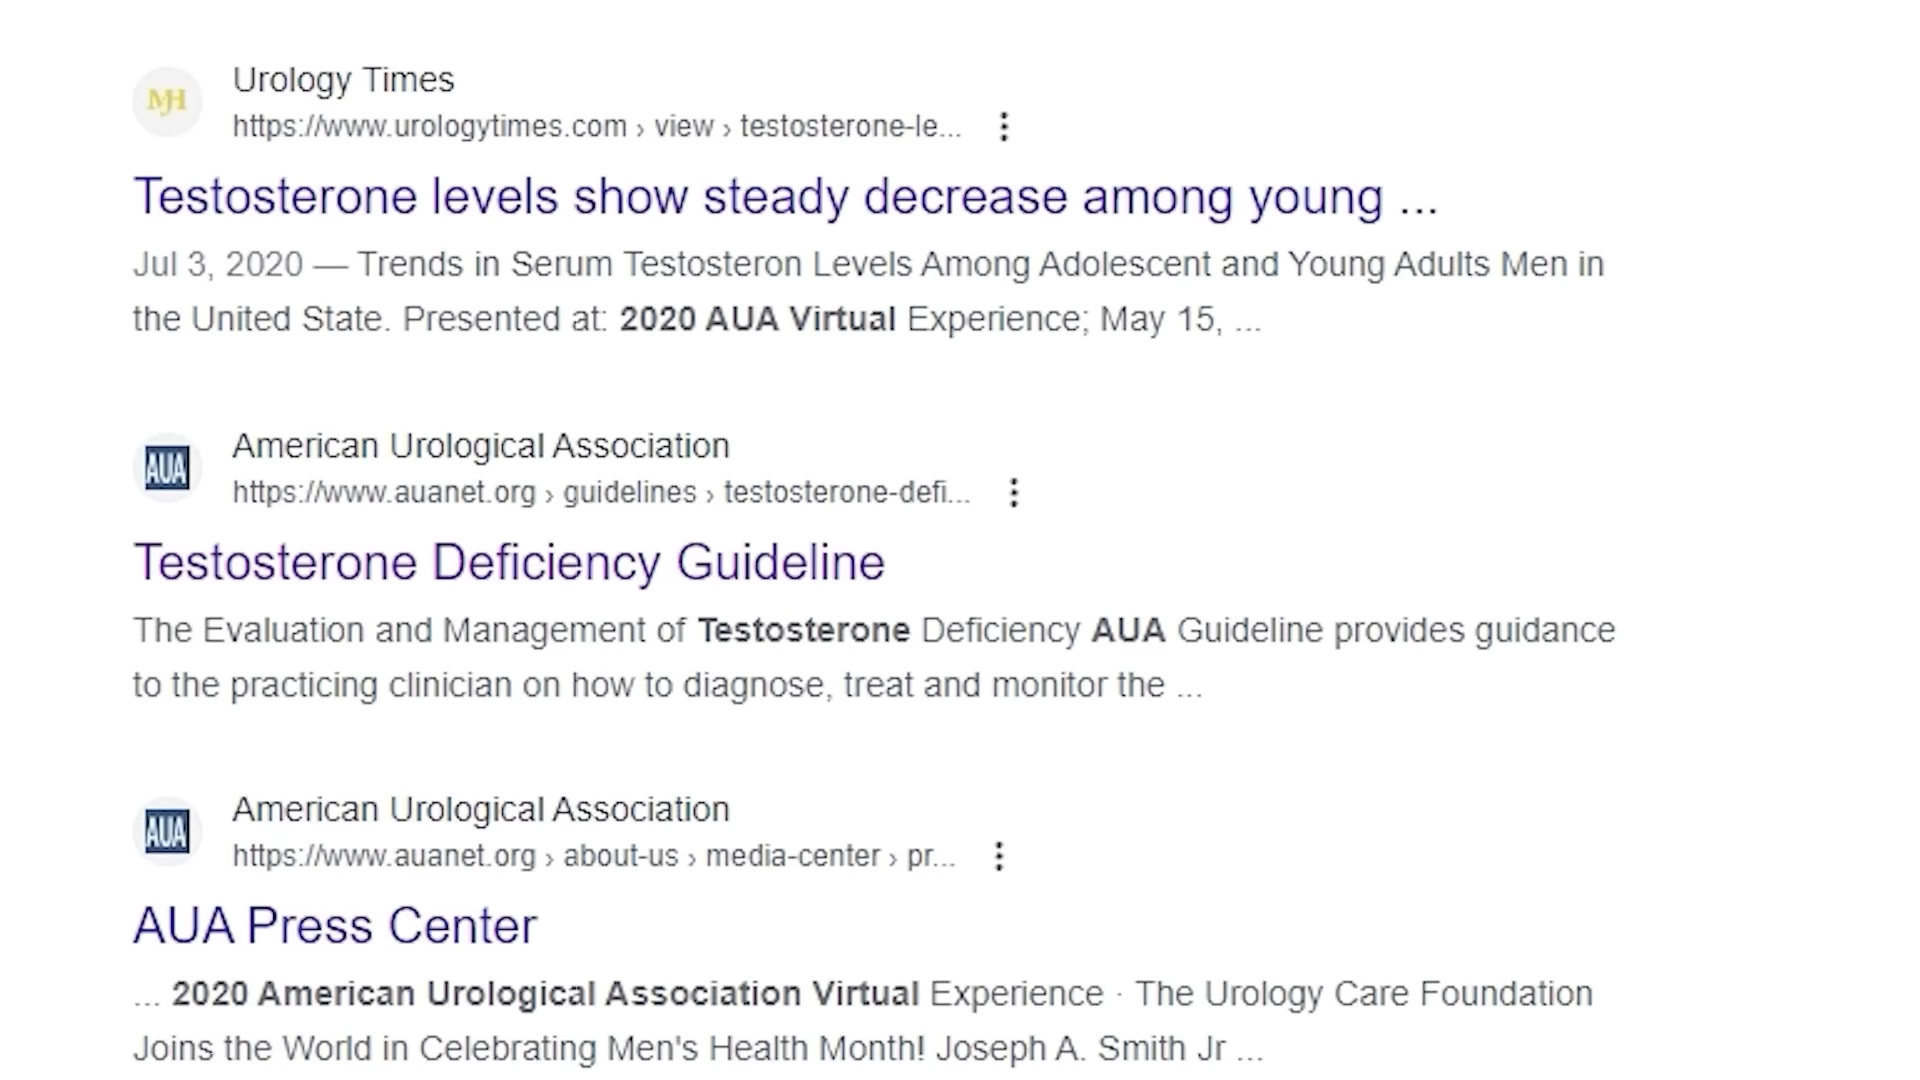 MJH
Urology Times
https://www.urologytimes.com › view › testosterone-le...
Testosterone levels show steady decrease among young ...
Jul 3, 2020 — Trends in Serum Testosteron Levels Among Adolescent and Young Adults Men in
the United State. Presented at: 2020 AUA Virtual Experience; May 15, ...
AUA
American Urological Association
https://www.auanet.org › guidelines › testosterone-defi...
Testosterone Deficiency Guideline
The Evaluation and Management of Testosterone Deficiency AUA Guideline provides guidance
to the practicing clinician on how to diagnose, treat and monitor the ...
AUA
American Urological Association
https://www.auanet.org › about-us › media-center › pr...
AUA Press Center
... 2020 American Urological Association Virtual Experience · The Urology Care Foundation
Joins the World in Celebrating Men's Health Month! Joseph A. Smith Jr ...